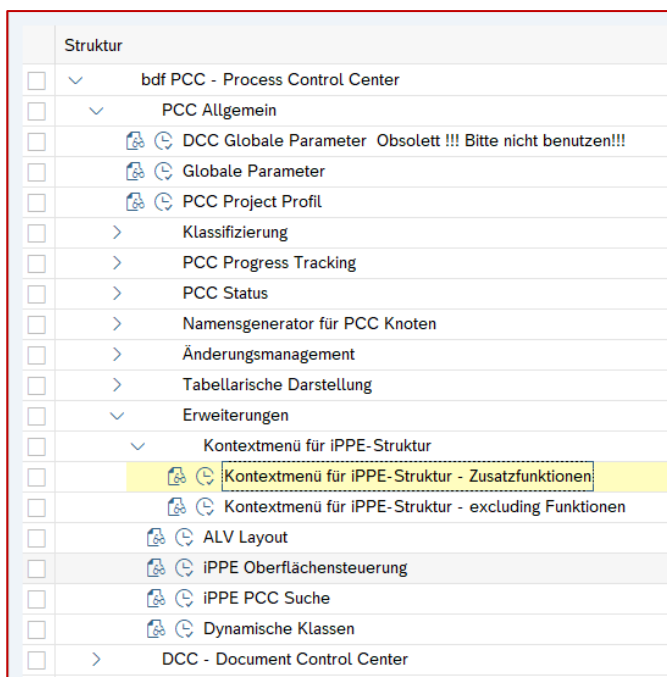 Struktur
bdf PCC - Process Control Center
PCC Allgemein
DCC Globale Parameter  Obsolett !!! Bitte nicht benutzen!!!
Globale Parameter
PCC Project Profil
Klassifizierung
PCC Progress Tracking
PCC Status
Namensgenerator für PCC Knoten
Änderungsmanagement
Tabellarische Darstellung
Erweiterungen
Kontextmenü für iPPE-Struktur
Kontextmenü für iPPE-Struktur - Zusatzfunktionen
Kontextmenü für iPPE-Struktur - excluding Funktionen
ALV Layout
iPPE Oberflächensteuerung
iPPE PCC Suche
Dynamische Klassen
DCC - Document Control Center